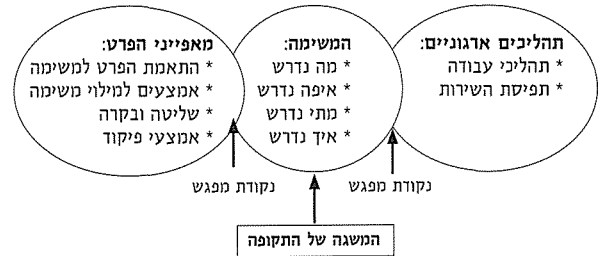 תהליכים ארגוניים:
* תהליכי עבודה
* תפיסת השירות
המשימה:
* מה נדרש
* איפה נדרש
* מתי נדרש
* איך נדרש
מאפייני הפרט:
* התאמת הפרט למשימה
* אמצעים למילוי משימה
* שליטה ובקרה
* אמצעי פיקוד
נקודת מפגש
נקודת מפגש
המשגה של התקופה